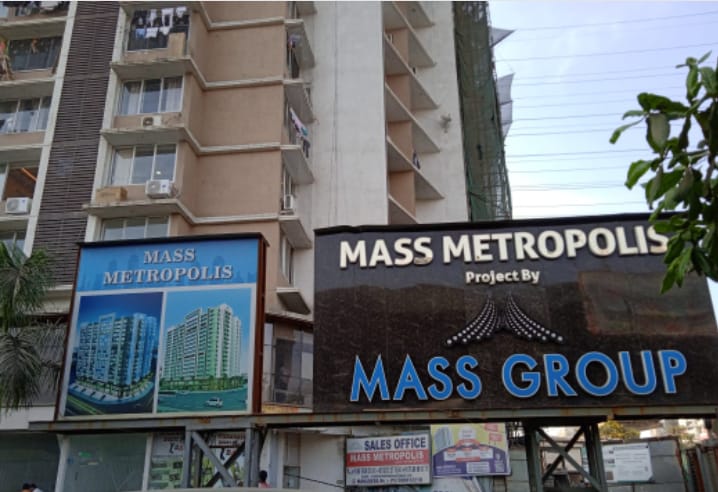 MASS
METROPOLIS
MASS METROPOLIS
Project By
MASS GROUP
SALES OFFICE
MASS METROPOLIS